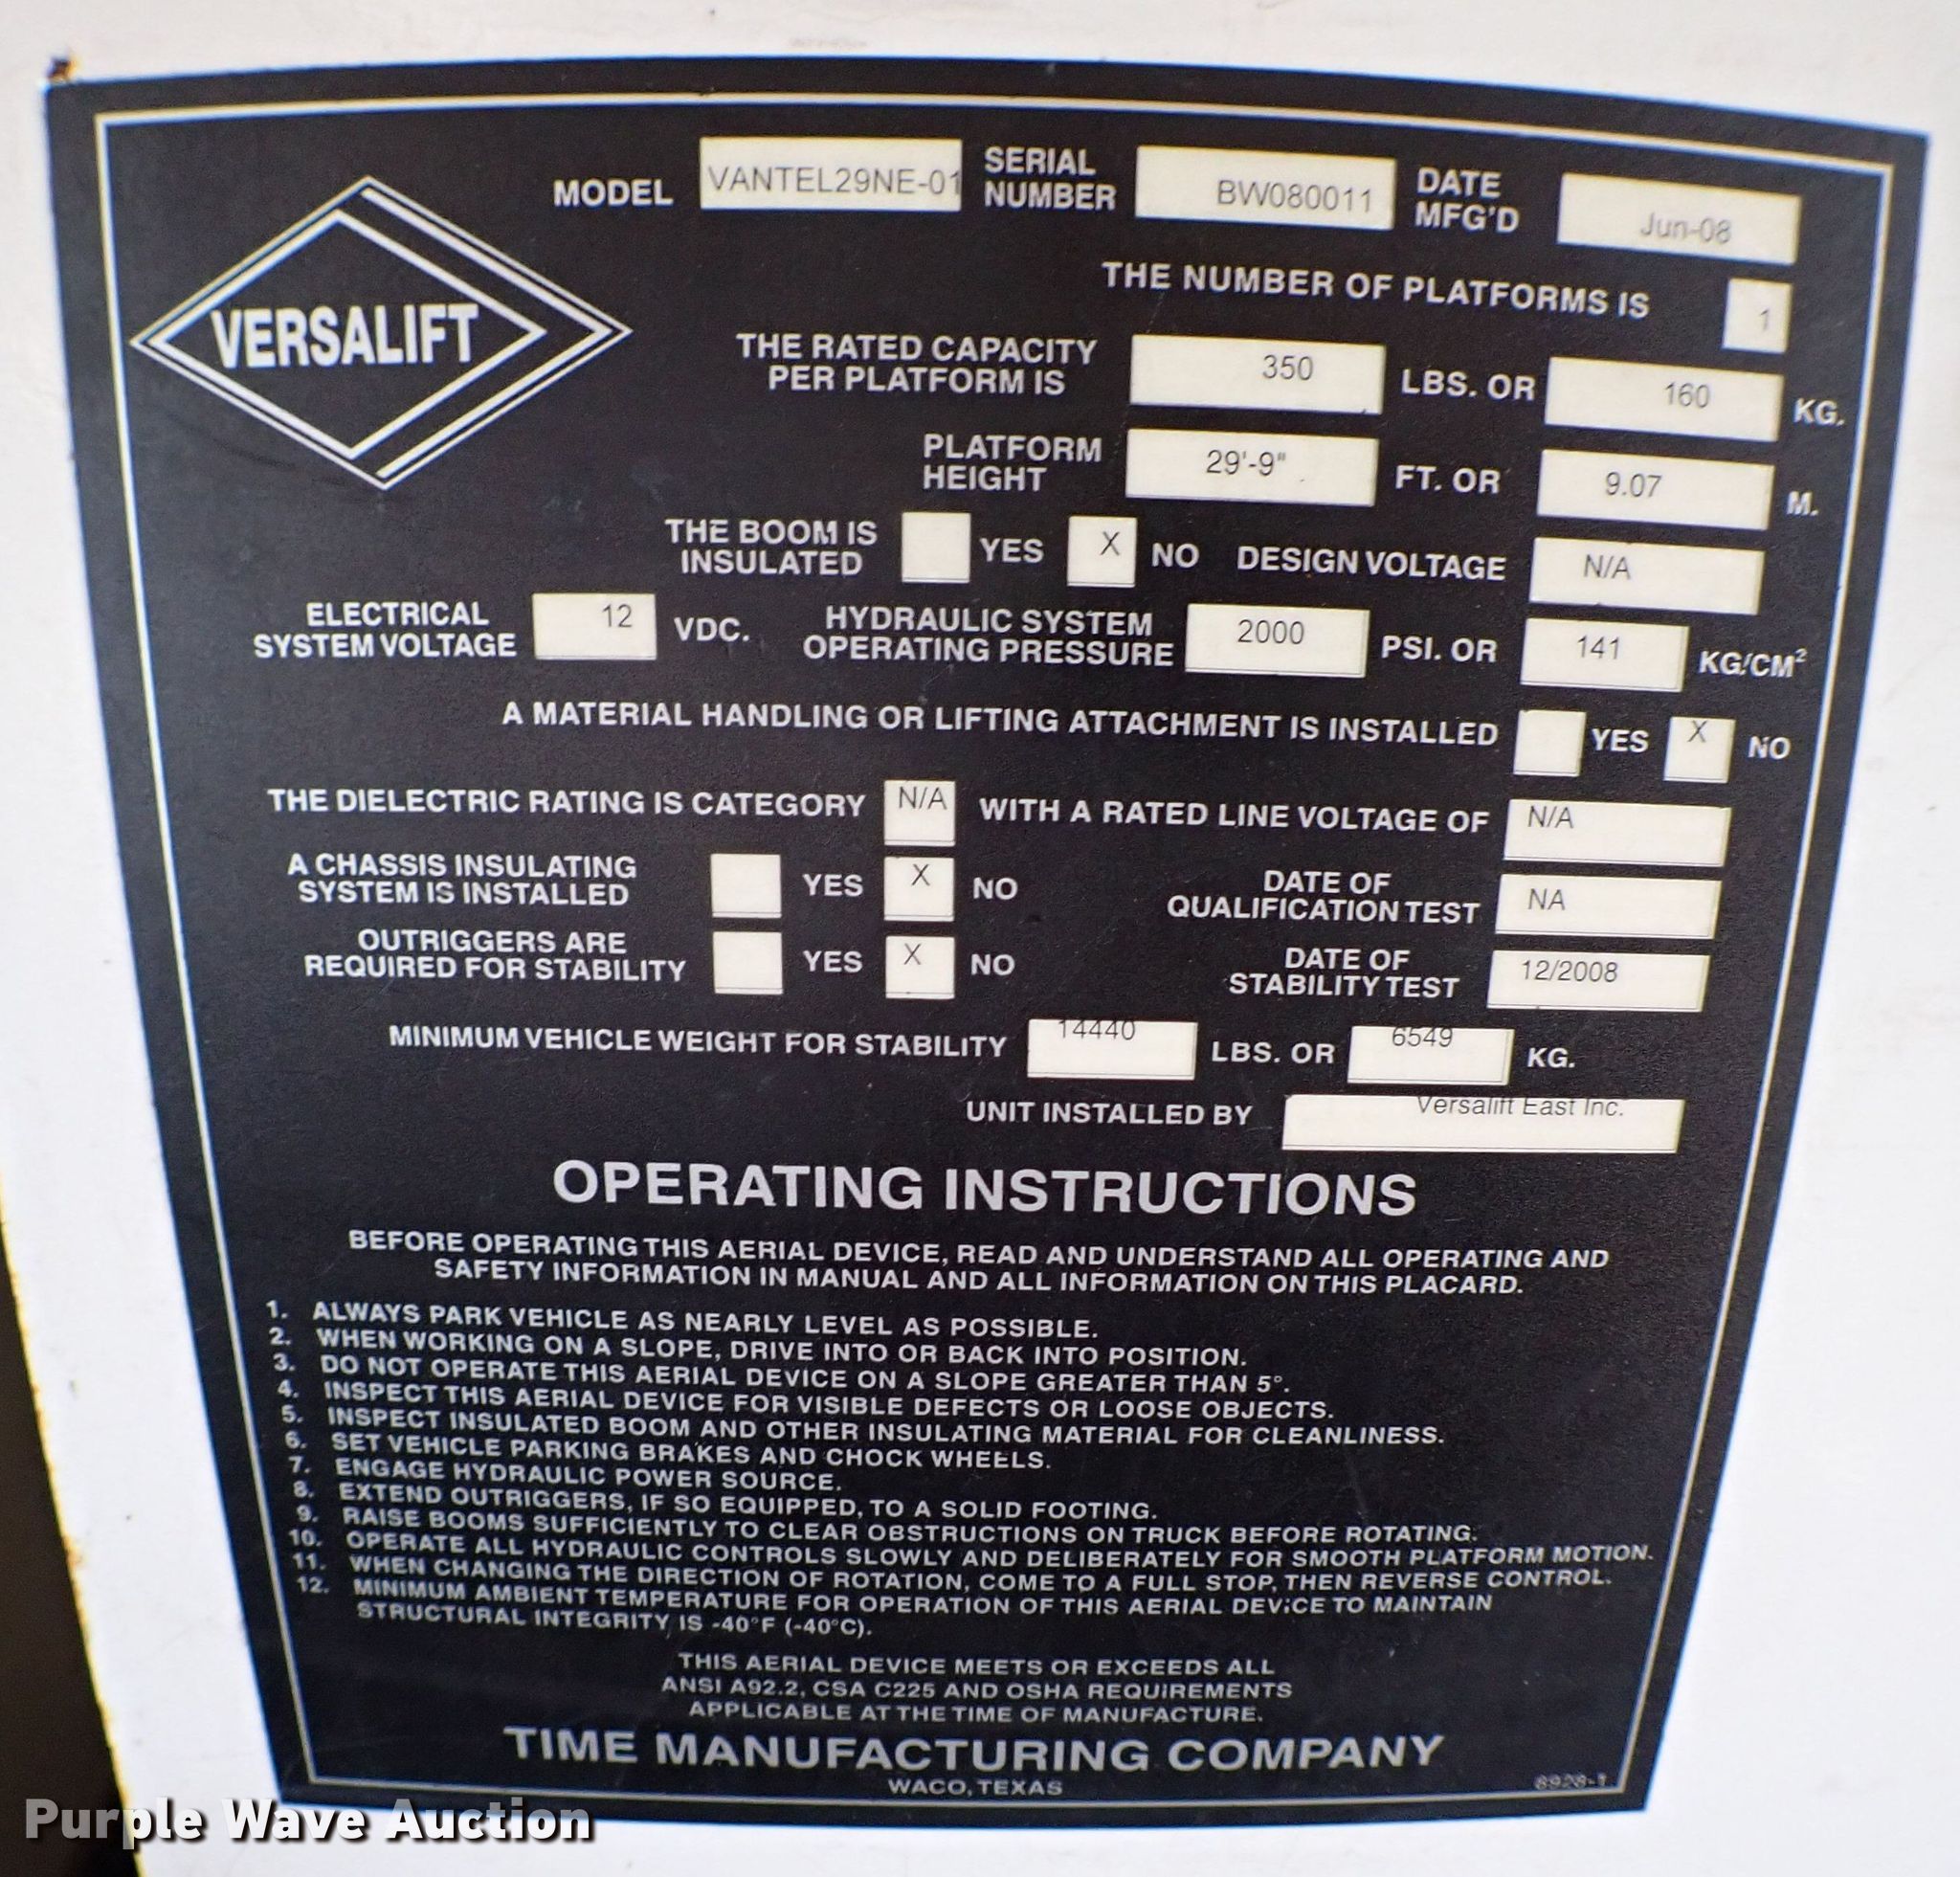 VERSALIFT
MODEL VANTEL29NE-01 SERIAL NUMBER BW080011 DATE MFG'D Jun-08
THE NUMBER OF PLATFORMS IS 1
THE RATED CAPACITY PER PLATFORM IS 350 LBS. OR 160 KG.
PLATFORM HEIGHT 29'-9" FT. OR 9.07 M.
THE BOOM IS INSULATED YES X NO DESIGN VOLTAGE N/A
ELECTRICAL SYSTEM VOLTAGE 12 VDC. HYDRAULIC SYSTEM OPERATING PRESSURE 2000 PSI. OR 141 KG/CM²
A MATERIAL HANDLING OR LIFTING ATTACHMENT IS INSTALLED YES X NO
THE DIELECTRIC RATING IS CATEGORY N/A WITH A RATED LINE VOLTAGE OF N/A
A CHASSIS INSULATING SYSTEM IS INSTALLED YES X NO DATE OF QUALIFICATION TEST NA
OUTRIGGERS ARE REQUIRED FOR STABILITY YES X NO DATE OF STABILITY TEST 12/2008
MINIMUM VEHICLE WEIGHT FOR STABILITY 14440 LBS. OR 6549 KG.
UNIT INSTALLED BY Versalift East Inc.
OPERATING INSTRUCTIONS
BEFORE OPERATING THIS AERIAL DEVICE, READ AND UNDERSTAND ALL OPERATING AND
SAFETY INFORMATION IN MANUAL AND ALL INFORMATION ON THIS PLACARD.
1. ALWAYS PARK VEHICLE AS NEARLY LEVEL AS POSSIBLE.
2. WHEN WORKING ON A SLOPE, DRIVE INTO OR BACK INTO POSITION.
3. DO NOT OPERATE THIS AERIAL DEVICE ON A SLOPE GREATER THAN 5°.
4. INSPECT THIS AERIAL DEVICE FOR VISIBLE DEFECTS OR LOOSE OBJECTS.
5. INSPECT INSULATED BOOM AND OTHER INSULATING MATERIAL FOR CLEANLINESS.
6. SET VEHICLE PARKING BRAKES AND CHOCK WHEELS.
7. ENGAGE HYDRAULIC POWER SOURCE.
8. EXTEND OUTRIGGERS, IF SO EQUIPPED, TO A SOLID FOOTING.
9. RAISE BOOMS SUFFICIENTLY TO CLEAR OBSTRUCTIONS ON TRUCK BEFORE ROTATING.
10. OPERATE ALL HYDRAULIC CONTROLS SLOWLY AND DELIBERATELY FOR SMOOTH PLATFORM MOTION.
11. WHEN CHANGING THE DIRECTION OF ROTATION, COME TO A FULL STOP, THEN REVERSE CONTROL.
12. MINIMUM AMBIENT TEMPERATURE FOR OPERATION OF THIS AERIAL DEVICE TO MAINTAIN
STRUCTURAL INTEGRITY IS -40°F (-40°C).
THIS AERIAL DEVICE MEETS OR EXCEEDS ALL
ANSI A92.2, CSA C225 AND OSHA REQUIREMENTS
APPLICABLE AT THE TIME OF MANUFACTURE.
TIME MANUFACTURING COMPANY
WACO, TEXAS
8928-1
Purple Wave Auction